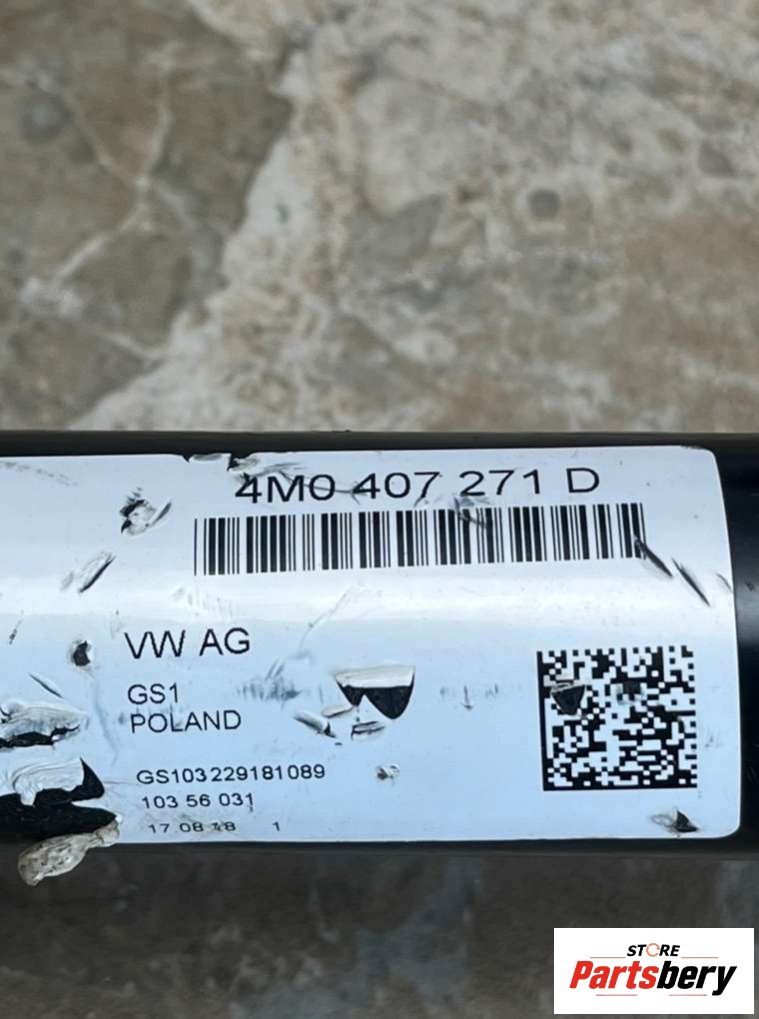 4M0 407 271 D
VW AG
GS1
POLAND
GS103229181089
103 56 031
17 08 18 1
STORE
Partsbery